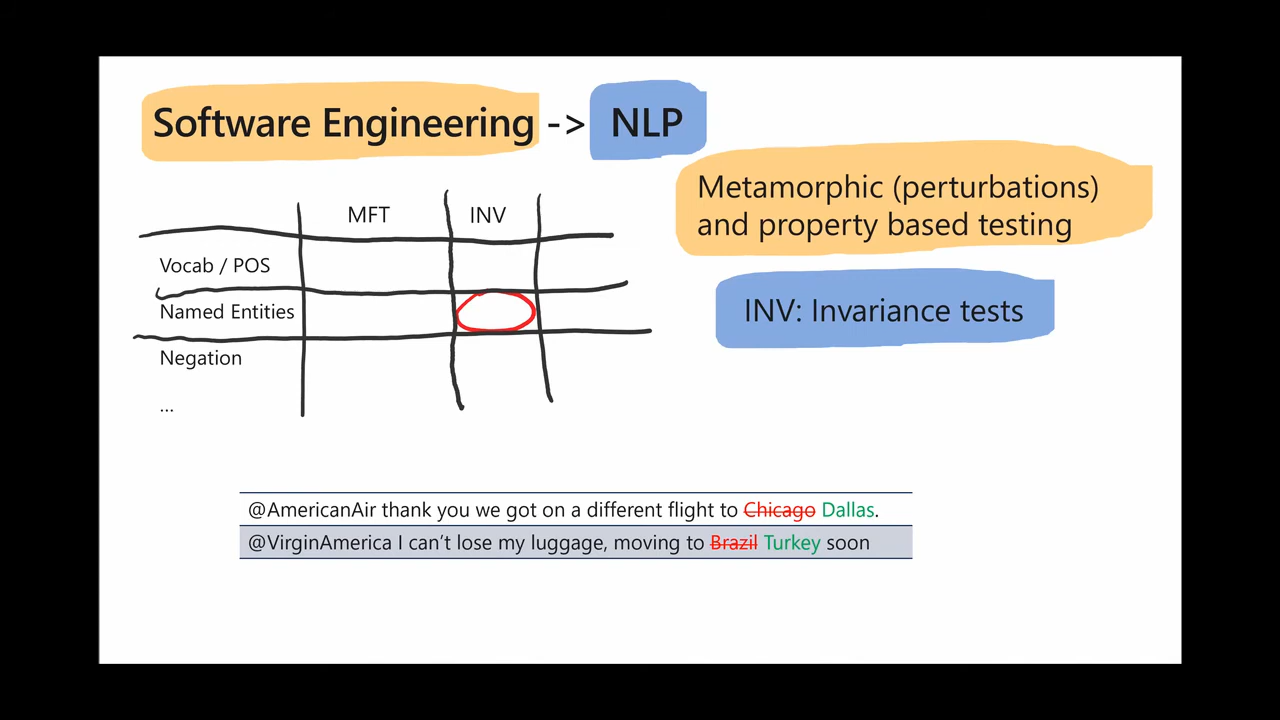 Software Engineering -> NLP
Metamorphic (perturbations)
and property based testing
MFT INV
Vocab / POS
Named Entities
Negation
...
INV: Invariance tests
@AmericanAir thank you we got on a different flight to Chicago Dallas.
@VirginAmerica I can't lose my luggage, moving to Brazil Turkey soon